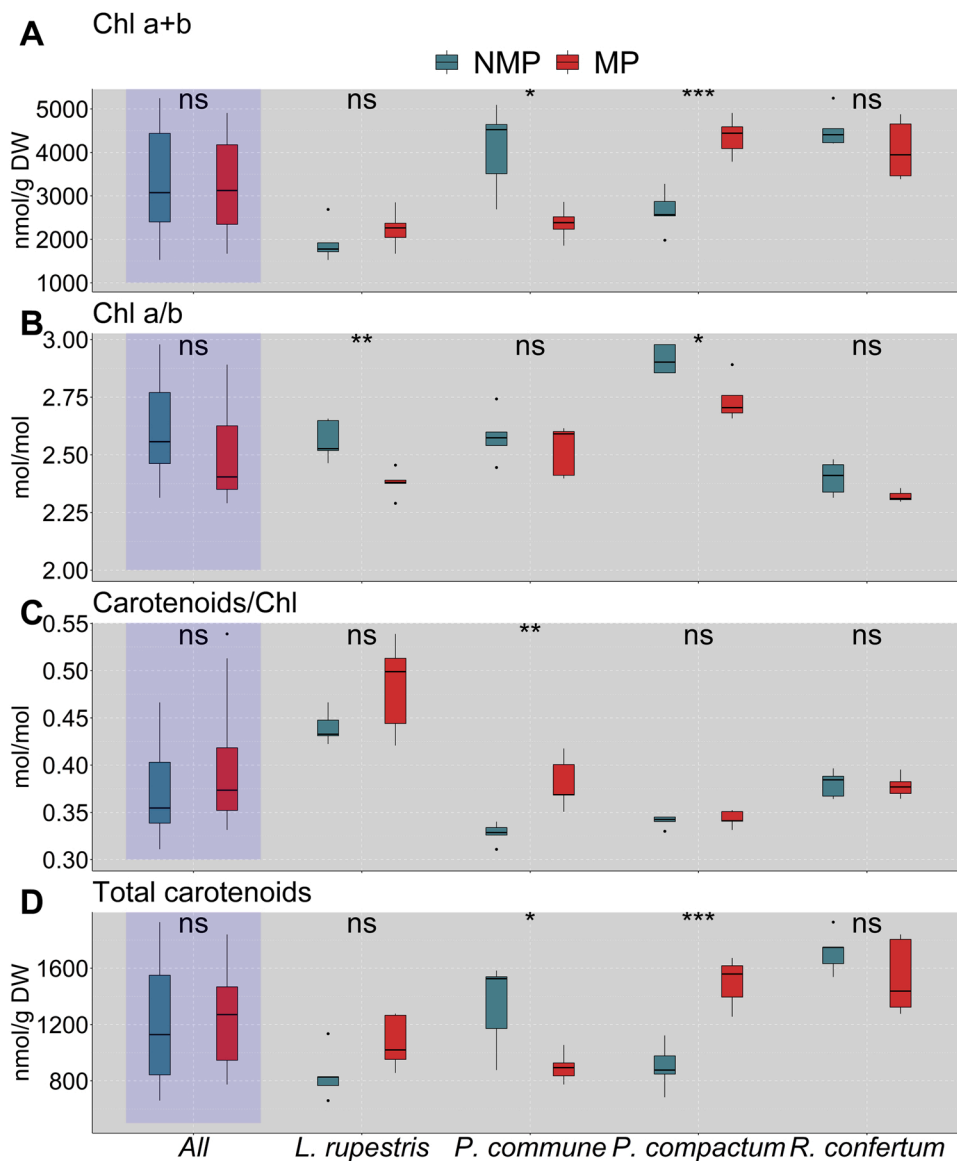 A Chl a+b
NMP MP
ns ns * *** ns
5000
4000
3000
2000
1000
nmol/g DW
B Chl a/b
ns ** ns * ns
3.00
2.75
2.50
2.25
2.00
mol/mol
C Carotenoids/Chl
ns ns ** ns ns
0.55
0.50
0.45
0.40
0.35
0.30
mol/mol
D Total carotenoids
ns ns * *** ns
1600
1200
800
nmol/g DW
All L. rupestris P. commune P. compactum R. confertum